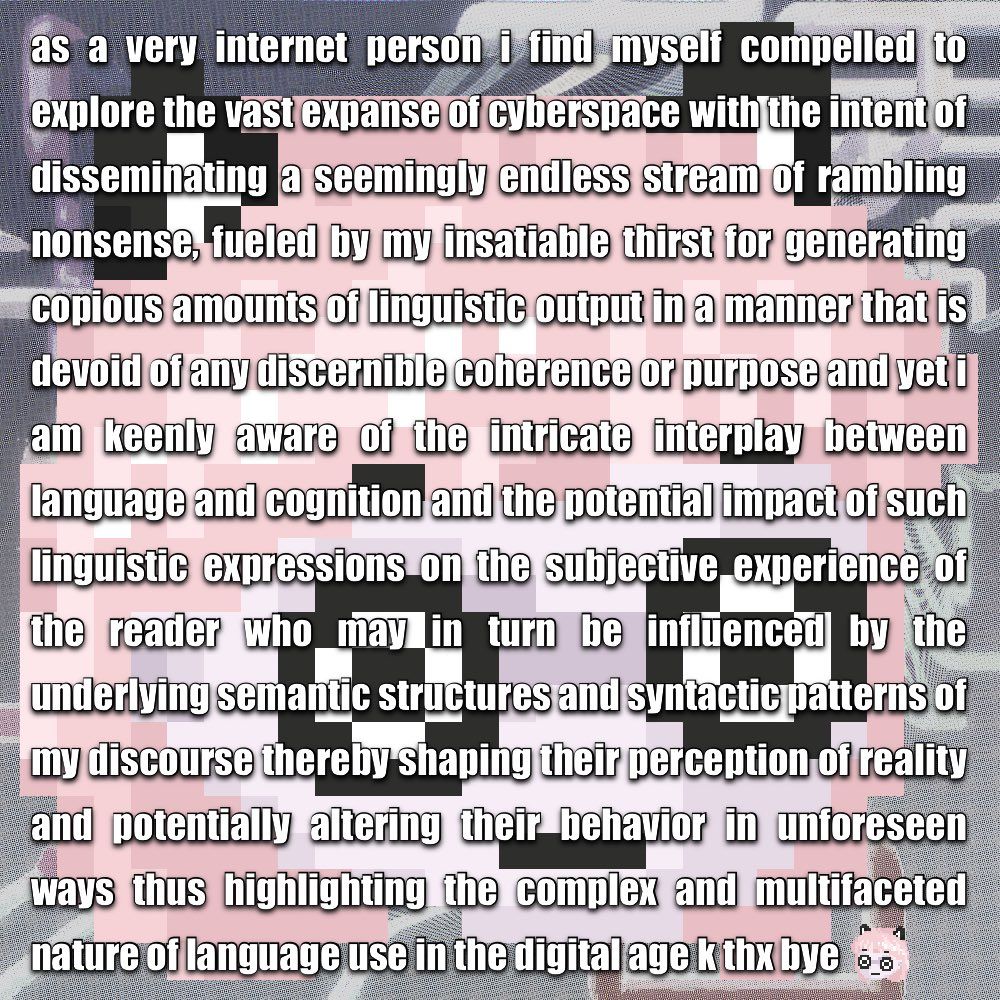 as a very internet person i find myself compelled to
explore the vast expanse of cyberspace with the intent of
disseminating a seemingly endless stream of rambling
nonsense, fueled by my insatiable thirst for generating
copious amounts of linguistic output in a manner that is
devoid of any discernible coherence or purpose and yet i
am keenly aware of the intricate interplay between
language and cognition and the potential impact of such
linguistic expressions on the subjective experience of
the reader who may in turn be influenced by the
underlying semantic structures and syntactic patterns of
my discourse thereby shaping their perception of reality
and potentially altering their behavior in unforeseen
ways thus highlighting the complex and multifaceted
nature of language use in the digital age k thx bye